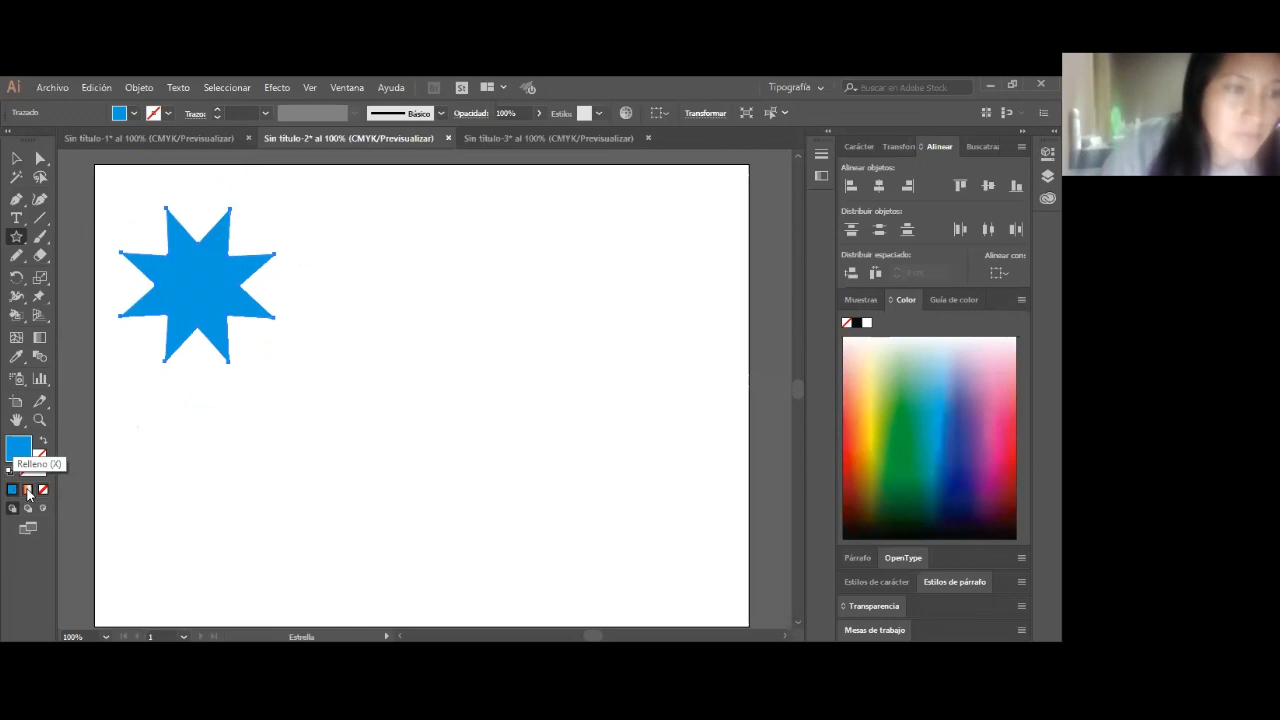 Ai Archivo Edición Objeto Texto Seleccionar Efecto Ver Ventana Ayuda Br St Tipografía Buscar en Adobe Stock
Trazado Trazo: Básico Opacidad: 100% Estilo: Transformar
Sin título-1* al 100% (CMYK/Previsualizar) × Sin título-2* al 100% (CMYK/Previsualizar) × Sin título-3* al 100% (CMYK/Previsualizar) ×
Carácter Transforn Alinear Buscatra:
Alinear objetos:
Distribuir objetos:
Distribuir espaciado: Alinear con:
Muestras Color Guía de color
Relleno (X)
Párrafo OpenType
Estilos de carácter Estilos de párrafo
Transparencia
Mesas de trabajo
100% 1 Estrella